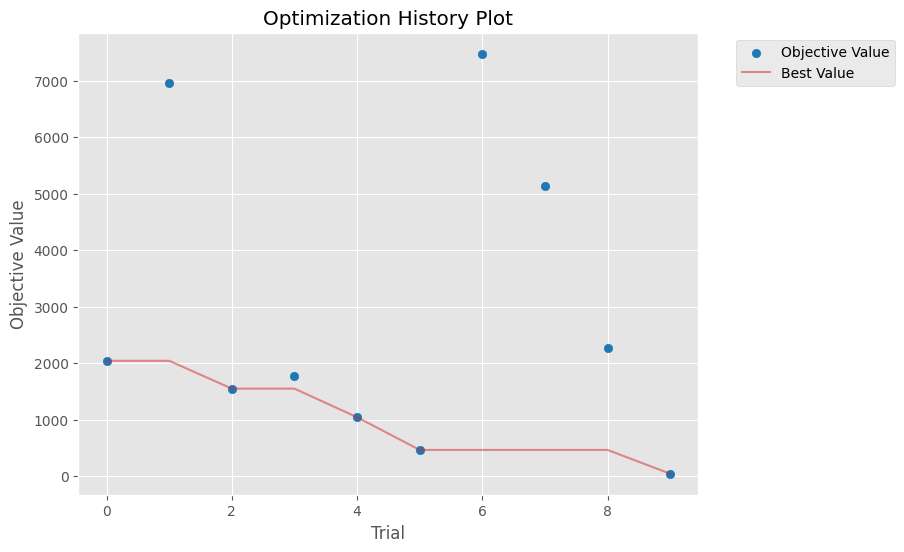 Optimization History Plot
Objective Value
Best Value
7000
6000
5000
4000
3000
2000
1000
0
Objective Value
0 2 4 6 8
Trial